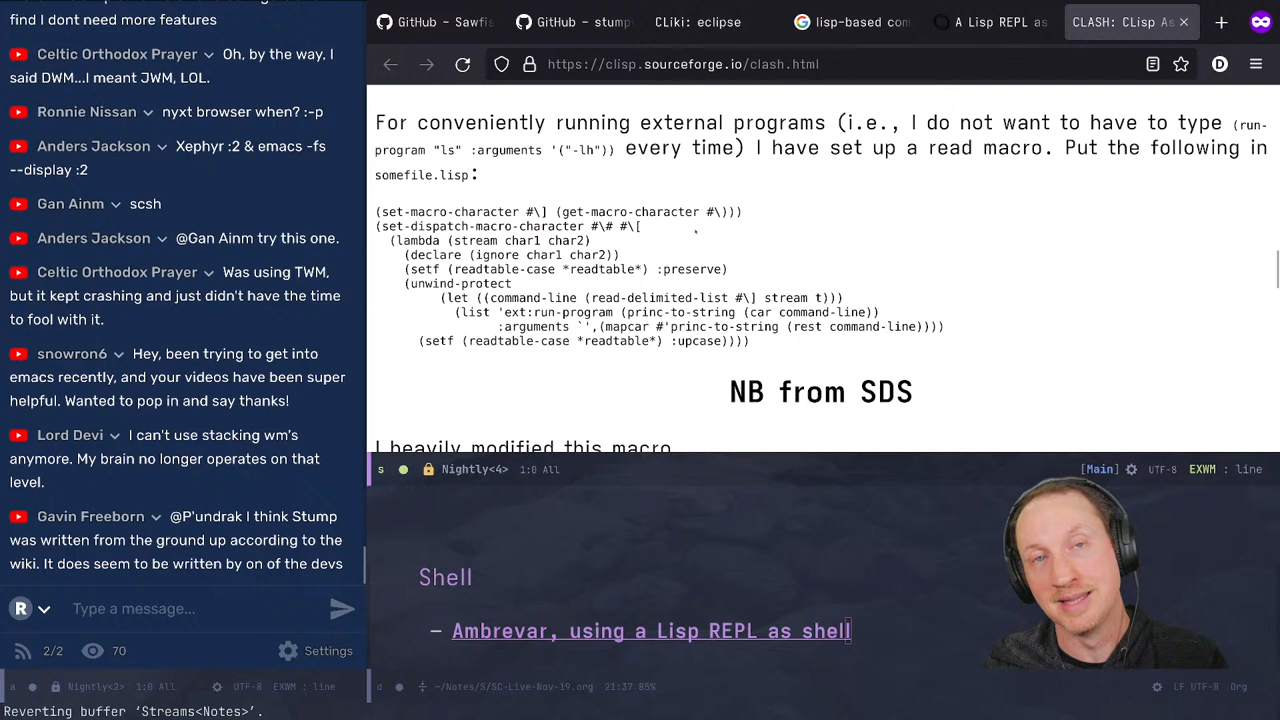 find I dont need more features
Celtic Orthodox Prayer Oh, by the way, I
said DWM...I meant JWM, LOL.
Ronnie Nissan nyxt browser when? :-p
Anders Jackson Xephyr :2 & emacs -fs
--display :2
Gan Ainm scsh
Anders Jackson @Gan Ainm try this one.
Celtic Orthodox Prayer Was using TWM,
but it kept crashing and just didn't have the time
to fool with it.
snowron6 Hey, been trying to get into
emacs recently, and your videos have been super
helpful. Wanted to pop in and say thanks!
Lord Devi I can't use stacking wm's
anymore. My brain no longer operates on that
level.
Gavin Freeborn @P'undrak I think Stump
was written from the ground up according to the
wiki. It does seem to be written by on of the devs
R Type a message...
2/2 70 Settings
a Nightly<2> 1:0 All UTF-8 EXWM : line
Reverting buffer ‘Streams<Notes>’.
GitHub - Sawfis
GitHub - stump
CLiki: eclipse
lisp-based com
A Lisp REPL as
CLASH: CLisp As
https://clisp.sourceforge.io/clash.html
D
For conveniently running external programs (i.e., I do not want to have to type (run-
program "ls" :arguments '("-lh")) every time) I have set up a read macro. Put the following in
somefile.lisp:
(set-macro-character #\] (get-macro-character #\)))
(set-dispatch-macro-character #\# #\[
(lambda (stream char1 char2)
(declare (ignore char1 char2))
(setf (readtable-case *readtable*) :preserve)
(unwind-protect
(let ((command-line (read-delimited-list #\] stream t)))
(list 'ext:run-program (princ-to-string (car command-line))
:arguments `',(mapcar #'princ-to-string (rest command-line))))
(setf (readtable-case *readtable*) :upcase))))
NB from SDS
I heavily modified this macro
s Nightly<4> 1:0 All [Main] UTF-8 EXWM : line
Shell
– Ambrevar, using a Lisp REPL as shell
d ~/Notes/S/SC-Live-Nov-19.org 21:37 85% LF UTF-8 Org